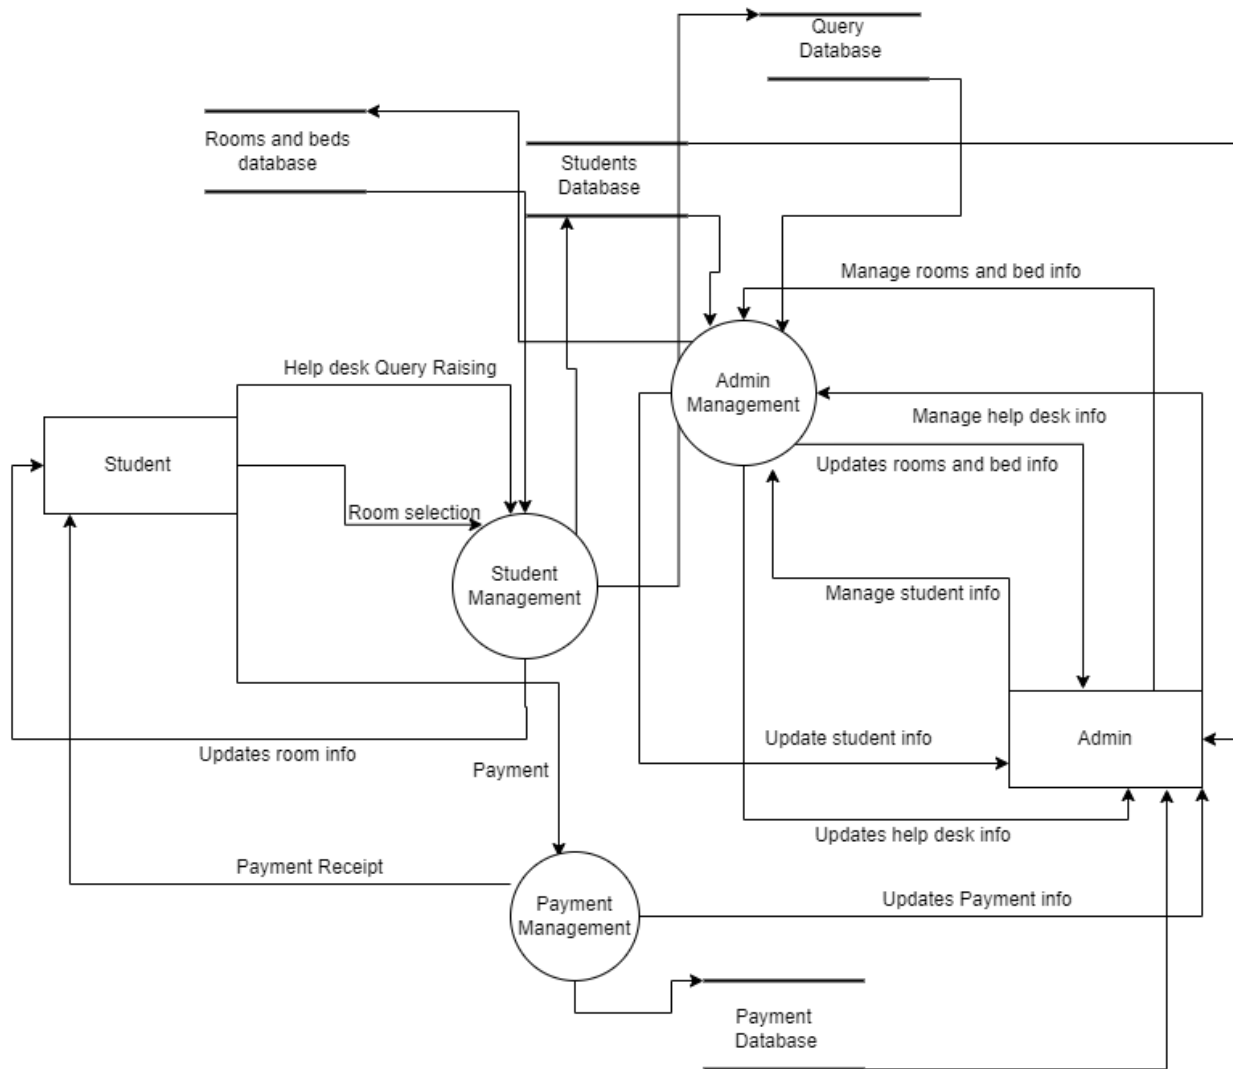 Query
Database
Rooms and beds
database
Students
Database
Manage rooms and bed info
Help desk Query Raising
Admin
Management
Manage help desk info
Student
Updates rooms and bed info
Room selection
Student
Management
Manage student info
Updates room info
Update student info
Admin
Payment
Updates help desk info
Payment Receipt
Updates Payment info
Payment
Management
Payment
Database